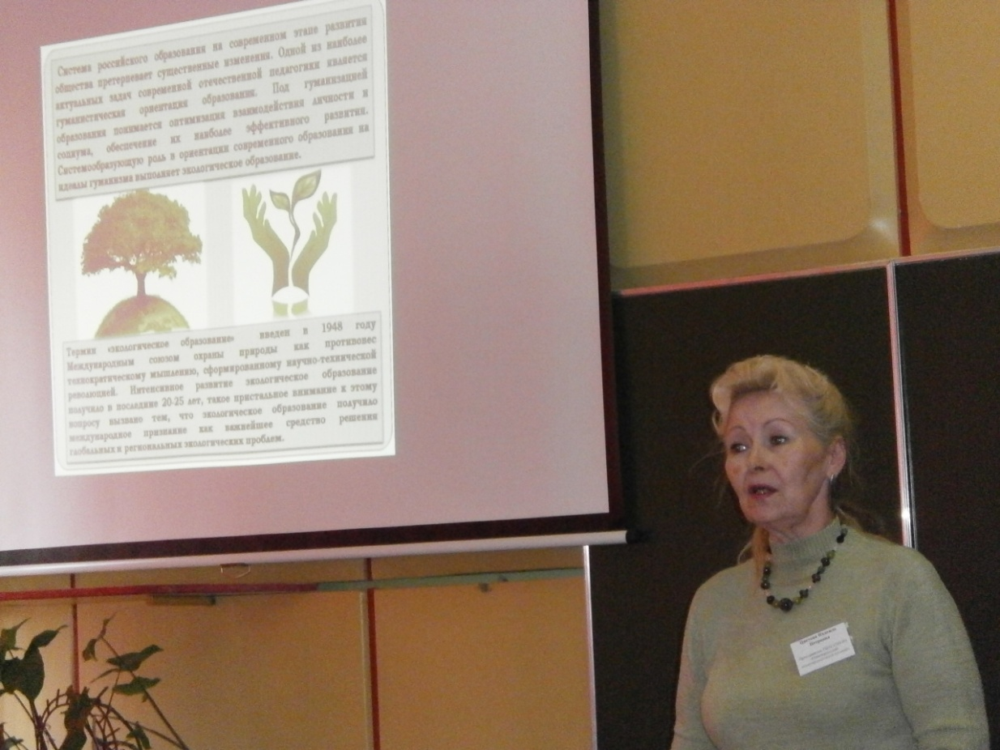 Система российского образования на современном этапе развития
общества претерпевает существенные изменения. Одной из наиболее
актуальных задач современной отечественной педагогики является
гуманистическая ориентация образования. Под гуманизацией
образования понимается оптимизация взаимодействия личности и
социума, обеспечение их наиболее эффективного развития.
Системообразующую роль в ориентации современного образования на
идеалы гуманизма выполняет экологическое образование.
Термин «экологическое образование» введен в 1948 году
Международным союзом охраны природы как противовес
технократическому мышлению, сформированному научно-технической
революцией. Интенсивное развитие экологическое образование
получило в последние 20-25 лет, такое пристальное внимание к этому
вопросу вызвано тем, что экологическое образование получило
международное признание как важнейшее средство решения
глобальных и региональных экологических проблем.
Петровна